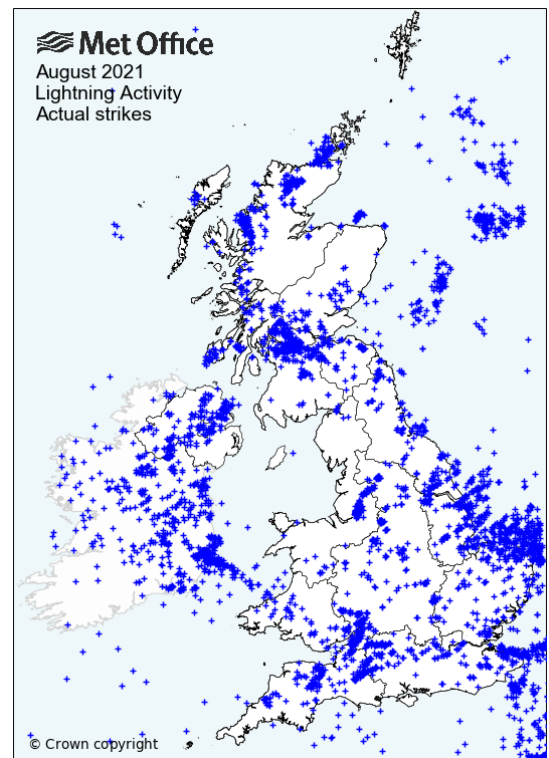 Met Office
August 2021
Lightning Activity
Actual strikes
© Crown copyright